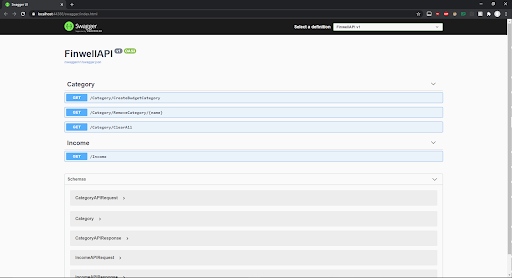 Swagger UI
localhost:44398/swagger/index.html
Swagger
Select a definition
FinwellAPI v1
FinwellAPI
v1
OAS3
/swagger/v1/swagger.json
Category
GET /Category/CreateBudgetCategory
GET /Category/RemoveCategory/{name}
GET /Category/ClearAll
Income
GET /Income
Schemas
CategoryAPIRequest
Category
CategoryAPIResponse
IncomeAPIRequest
IncomeAPIResponse